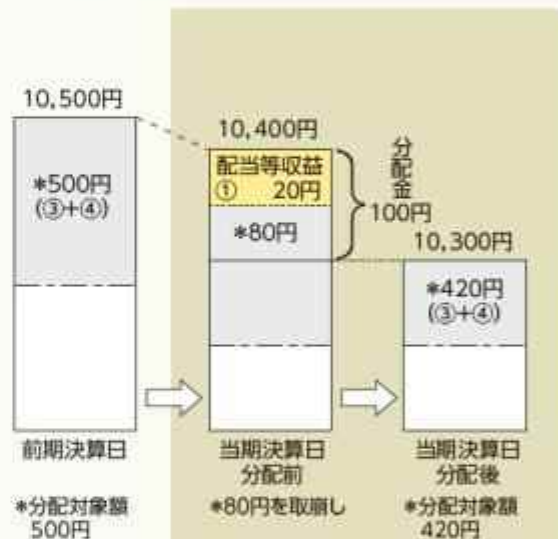 10,500円
*500円
(③+④)
前期決算日
*分配対象額
500円
10,400円
配当等収益
① 20円
*80円
分配金
100円
当期決算日
分配前
*80円を取崩し
10,300円
*420円
(③+④)
当期決算日
分配後
*分配対象額
420円